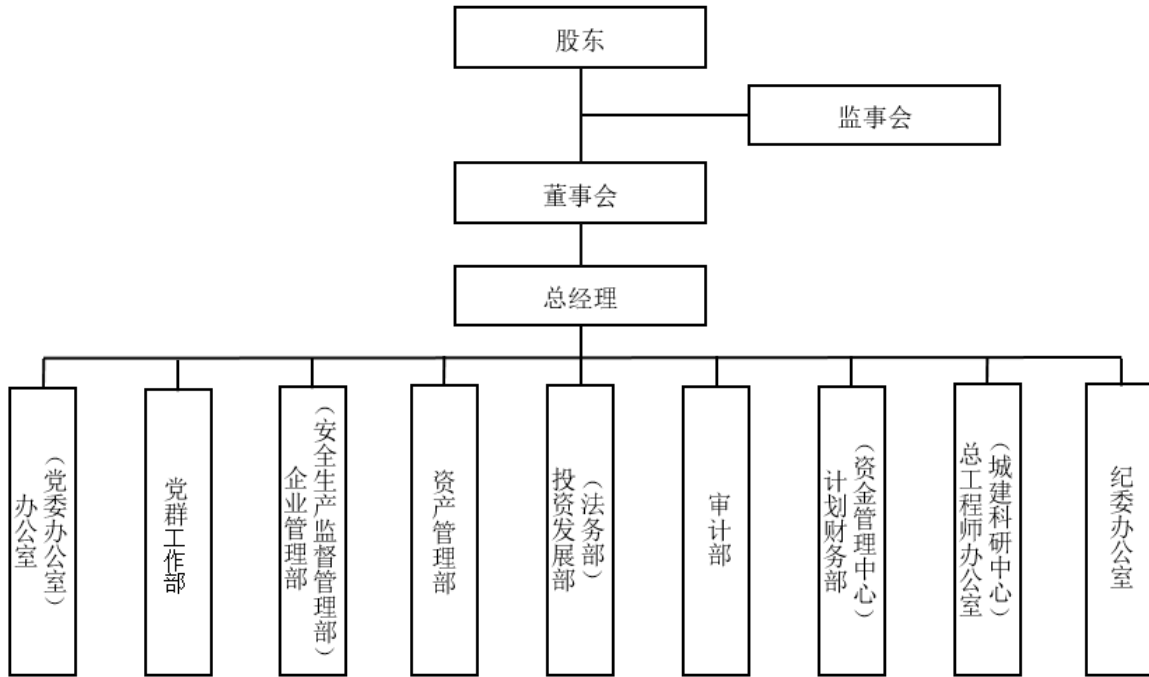 股东
监事会
董事会
总经理
办公室
（党委办公室）
党群工作部
企业管理部
（安全生产监督管理部）
资产管理部
投资发展部
（法务部）
审计部
计划财务部
（资金管理中心）
总工程师办公室
（城建科研中心）
纪委办公室